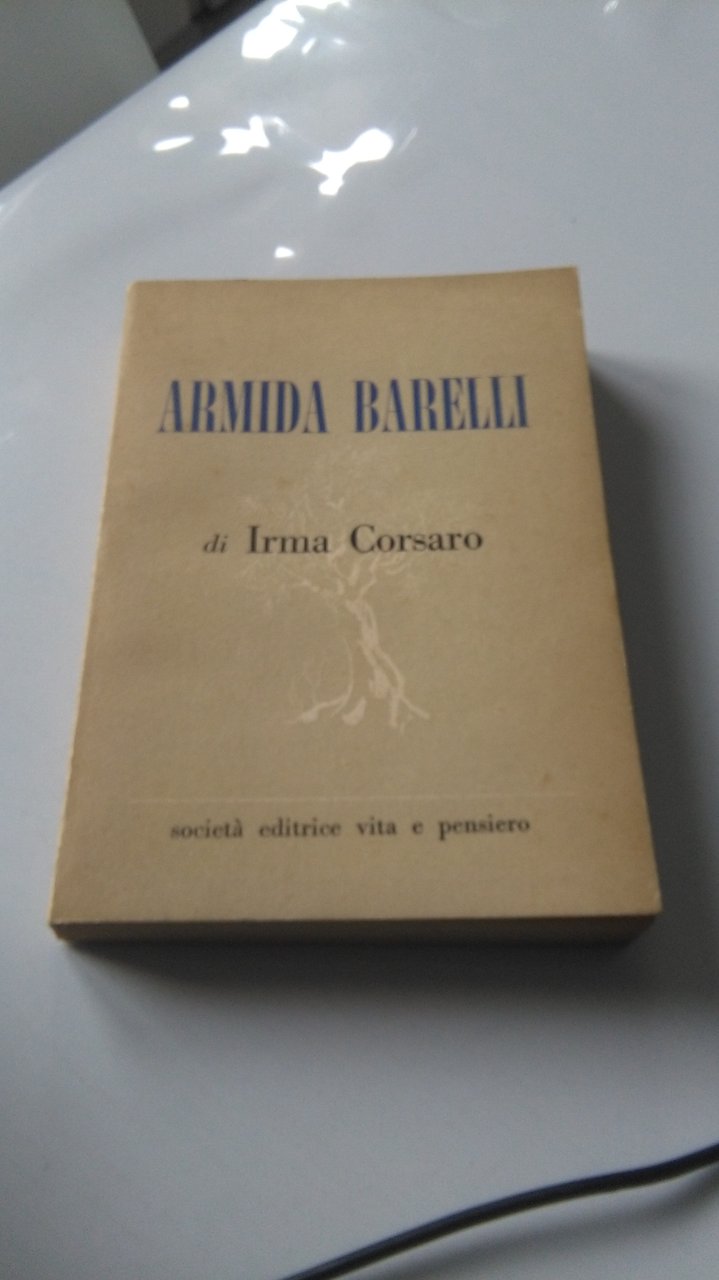 ARMIDA BARELLI
di Irma Corsaro
società editrice vita e pensiero